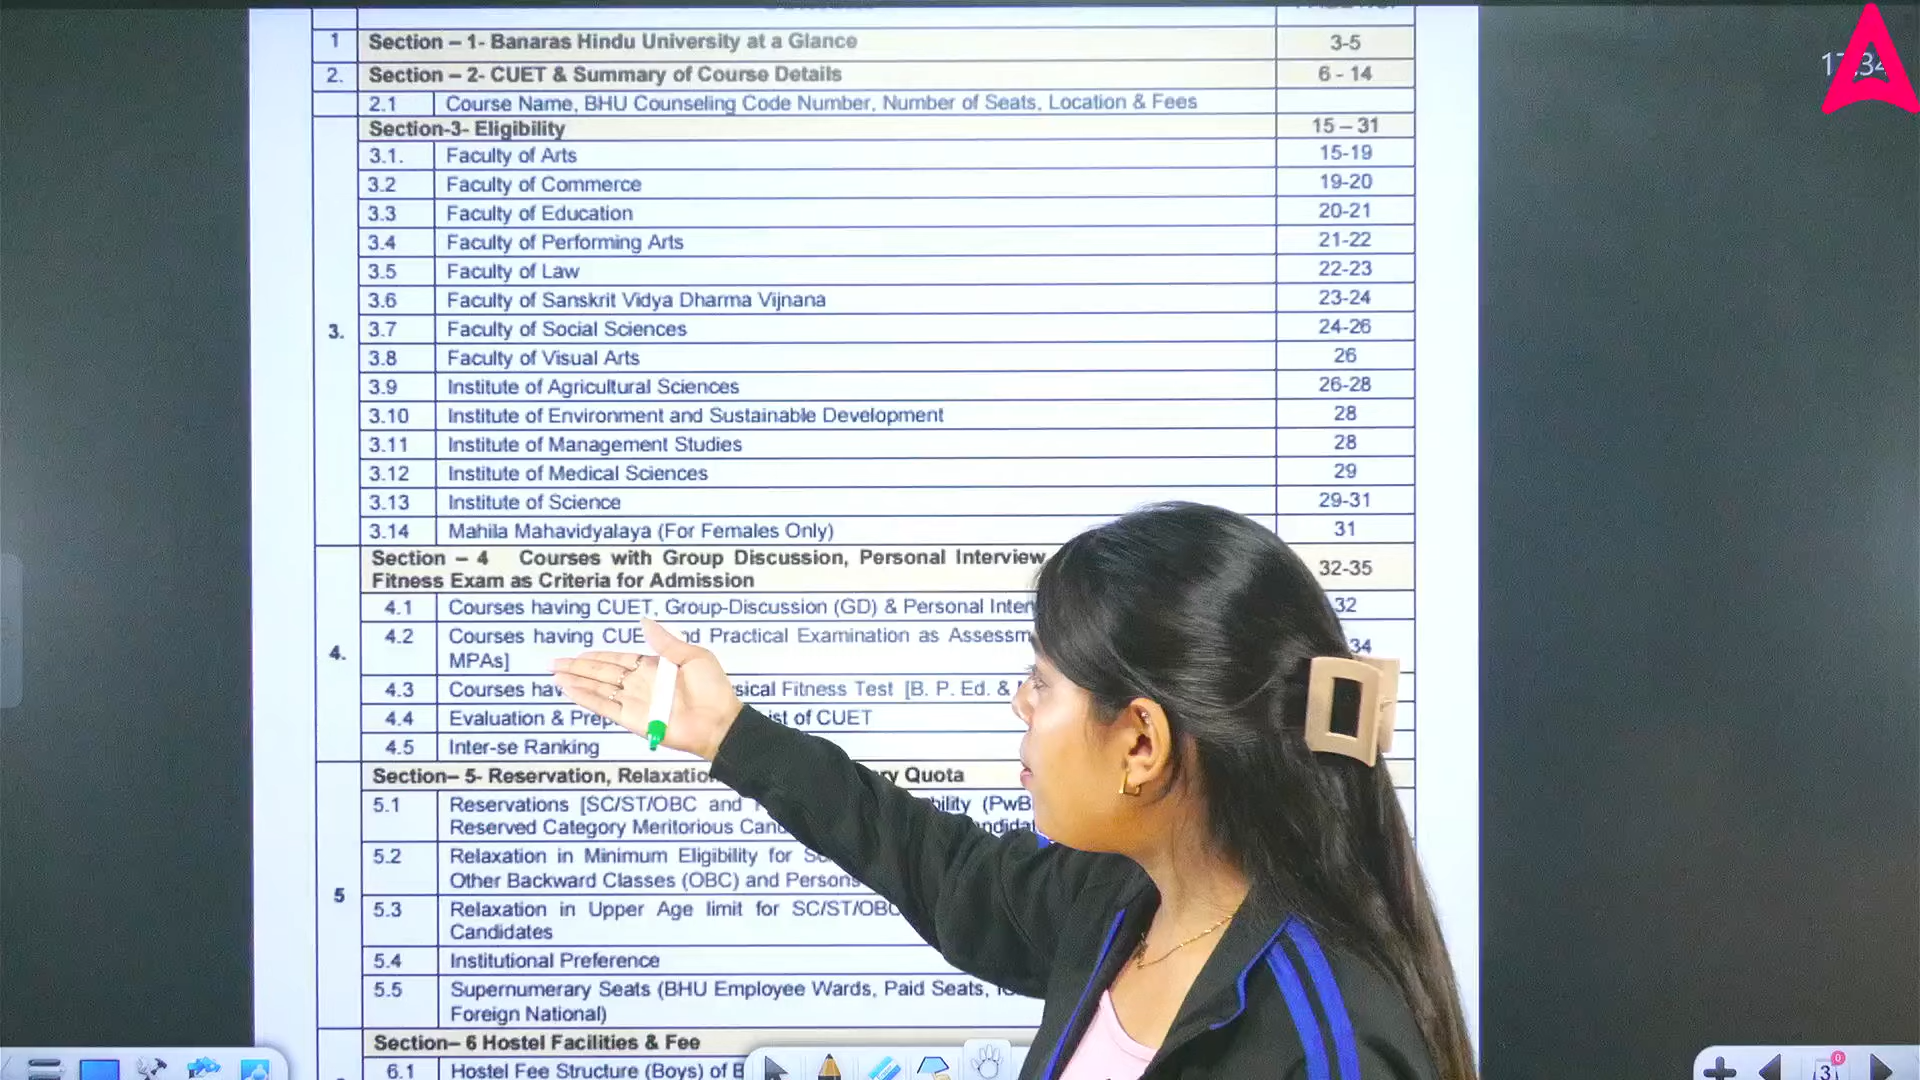 1 Section – 1- Banaras Hindu University at a Glance 3-5
2. Section – 2- CUET & Summary of Course Details 6 - 14
2.1 Course Name, BHU Counseling Code Number, Number of Seats, Location & Fees
Section-3- Eligibility 15 – 31
3.1. Faculty of Arts 15-19
3.2 Faculty of Commerce 19-20
3.3 Faculty of Education 20-21
3.4 Faculty of Performing Arts 21-22
3.5 Faculty of Law 22-23
3.6 Faculty of Sanskrit Vidya Dharma Vijnana 23-24
3. 3.7 Faculty of Social Sciences 24-26
3.8 Faculty of Visual Arts 26
3.9 Institute of Agricultural Sciences 26-28
3.10 Institute of Environment and Sustainable Development 28
3.11 Institute of Management Studies 28
3.12 Institute of Medical Sciences 29
3.13 Institute of Science 29-31
3.14 Mahila Mahavidyalaya (For Females Only) 31
Section – 4 Courses with Group Discussion, Personal Interview
Fitness Exam as Criteria for Admission 32-35
4.1 Courses having CUET, Group-Discussion (GD) & Personal 32
4.2 Courses having and Practical Examination as 34
4. MPAs]
4.3 Courses Fitness Test [B. P. Ed. &
4.4 Evaluation & of CUET
4.5 Inter-se Ranking
Section– 5- Reservation, Quota
5.1 Reservations [SC/ST/OBC and
Reserved Category Meritorious
5.2 Relaxation in Minimum Eligibility for
Other Backward Classes (OBC) and Persons
5 5.3 Relaxation in Upper Age limit for SC/ST/OBC
Candidates
5.4 Institutional Preference
5.5 Supernumerary Seats (BHU Employee Wards, Paid Seats,
Foreign National)
Section– 6 Hostel Facilities & Fee
6.1 Hostel Fee Structure (Boys) of
0
3